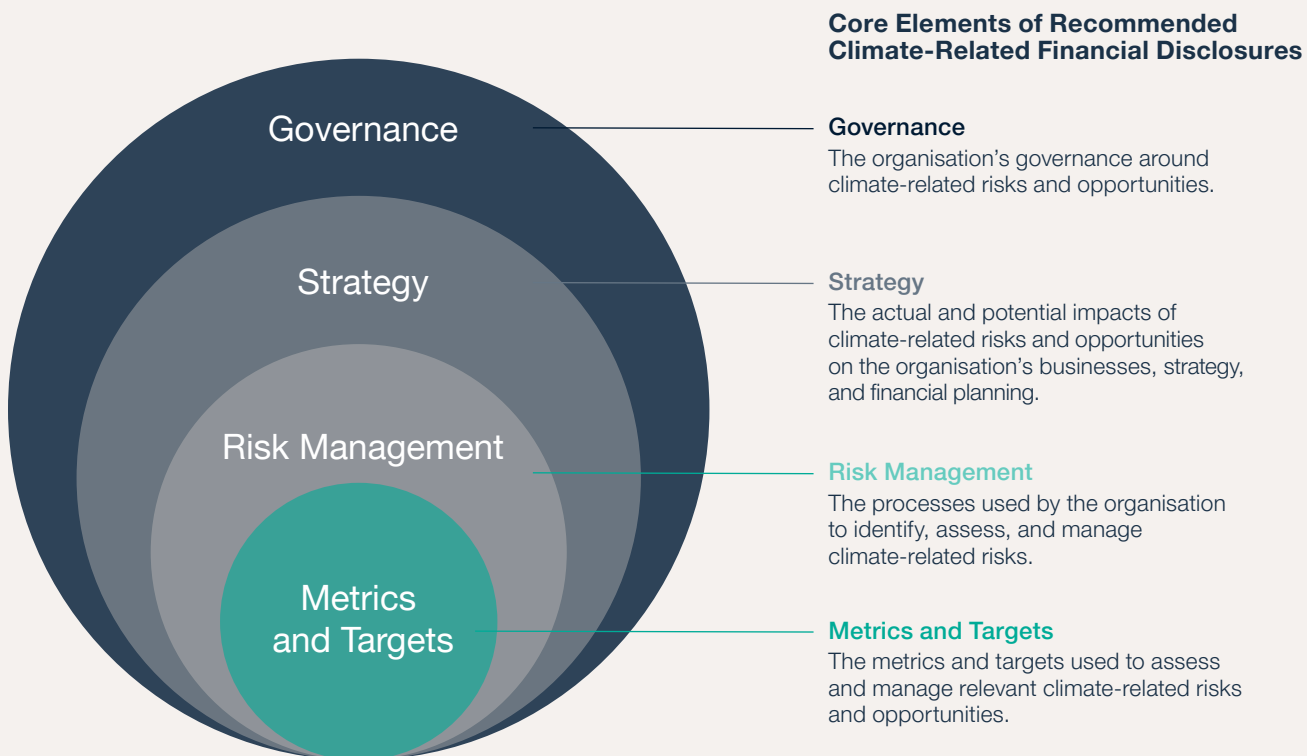 Core Elements of Recommended
Climate-Related Financial Disclosures
Governance
Strategy
Risk Management
Metrics
and Targets
Governance
The organisation’s governance around
climate-related risks and opportunities.
Strategy
The actual and potential impacts of
climate-related risks and opportunities
on the organisation’s businesses, strategy,
and financial planning.
Risk Management
The processes used by the organisation
to identify, assess, and manage
climate-related risks.
Metrics and Targets
The metrics and targets used to assess
and manage relevant climate-related risks
and opportunities.